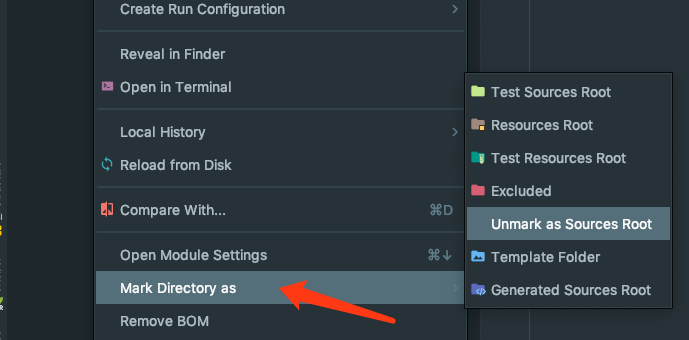 Create Run Configuration
Reveal in Finder
Open in Terminal
Local History
Reload from Disk
Compare With... ⌘D
Open Module Settings ⌘↓
Mark Directory as
Remove BOM
Test Sources Root
Resources Root
Test Resources Root
Excluded
Unmark as Sources Root
Template Folder
Generated Sources Root